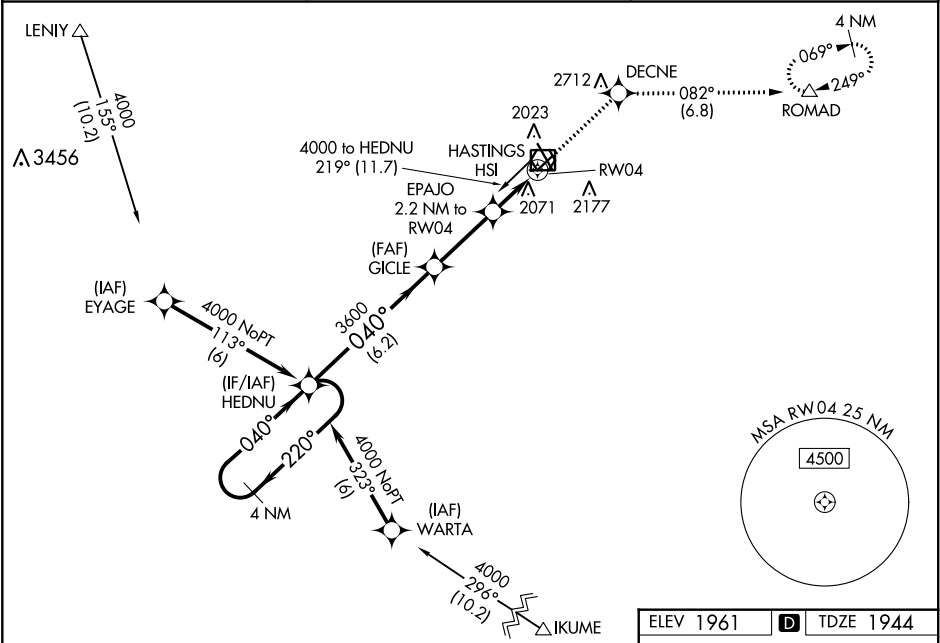 LENIY
4000
155°
(10.2)
3456
4 NM
069°
249°
ROMAD
2712
DECNE
082°
(6.8)
2023
4000 to HEDNU
219° (11.7)
HASTINGS
HSI
RW04
EPAJO
2.2 NM to
RW04
2071
2177
(FAF)
GICLE
(IAF)
EYAGE
4000 NoPT
113°
(6)
3600
040°
(6.2)
(IF/IAF)
HEDNU
040°
220°
4 NM
4000 NoPT
323°
(6)
(IAF)
WARTA
4000
296°
(10.2)
IKUME
MSA RW04 25 NM
4500
ELEV 1961 D TDZE 1944